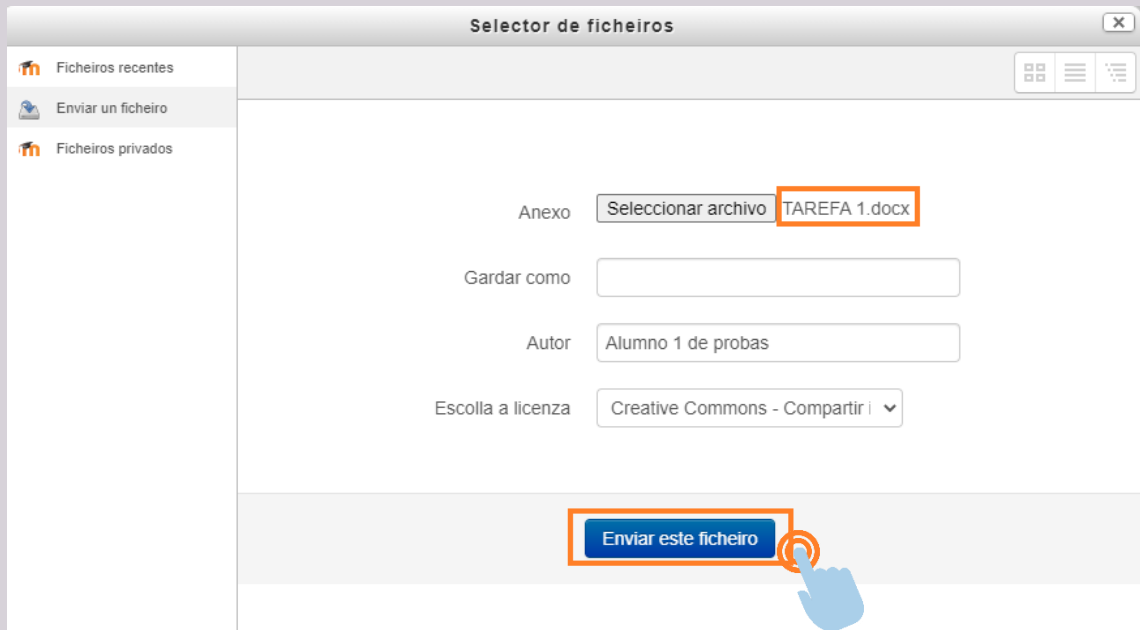 Selector de ficheiros
Ficheiros recentes
Enviar un ficheiro
Ficheiros privados
Anexo Seleccionar archivo TAREFA 1.docx
Gardar como
Autor Alumno 1 de probas
Escolla a licenza Creative Commons - Compartir i
Enviar este ficheiro